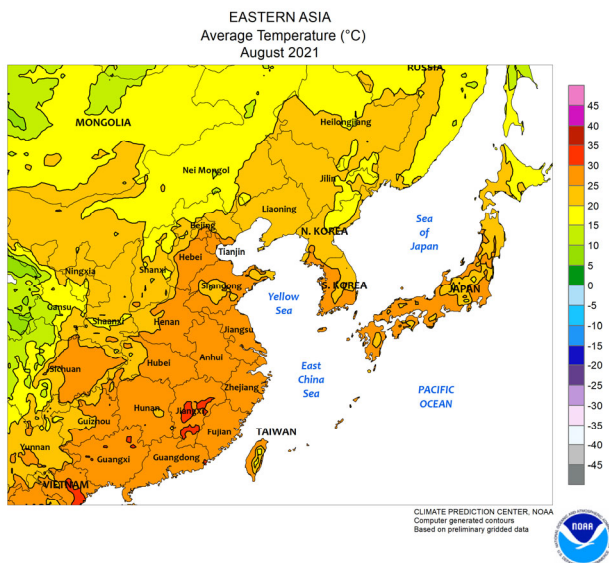 EASTERN ASIA
Average Temperature (°C)
August 2021
RUSSIA
MONGOLIA
Heilongjiang
Nei Mongol
Jilin
Liaoning
Sea
of
Japan
Beijing
N. KOREA
Tianjin
Hebei
Ningxia
Shanxi
Shandong
S. KOREA
JAPAN
Yellow
Sea
Gansu
Shaanxi
Henan
Jiangsu
Anhui
Sichuan
Hubei
East
China
Sea
Zhejiang
PACIFIC
OCEAN
Hunan
Jiangxi
Guizhou
Fujian
TAIWAN
Yunnan
Guangxi
Guangdong
VIETNAM
45
40
35
30
25
20
15
10
5
0
-5
-10
-15
-20
-25
-30
-35
-40
-45
CLIMATE PREDICTION CENTER, NOAA
Computer generated contours
Based on preliminary gridded data
NOAA